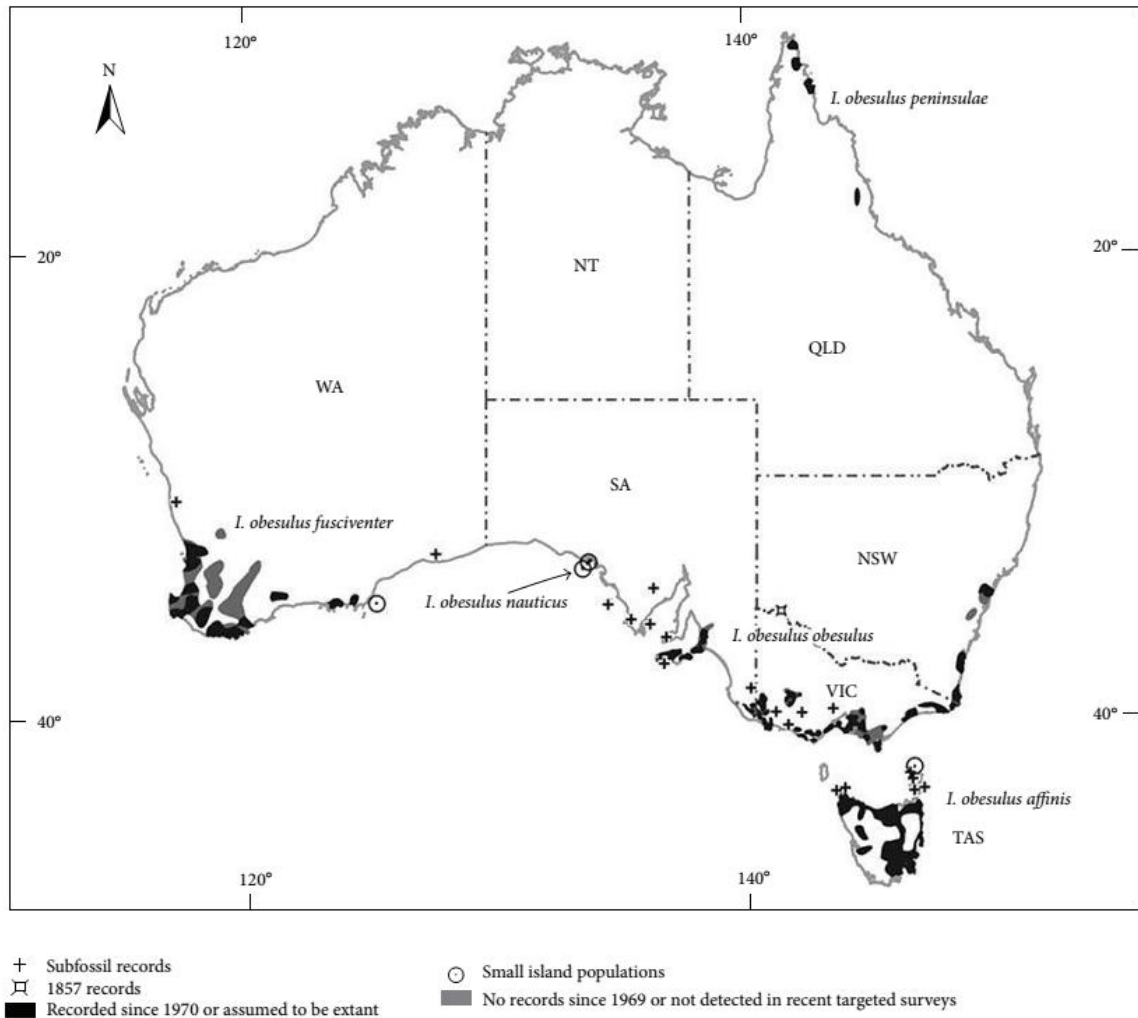 120° 140°
N
I. obesulus peninsulae
20° 20°
NT
QLD
WA
SA
I. obesulus fusciventer
NSW
I. obesulus nauticus
I. obesulus obesulus
VIC
40° 40°
I. obesulus affinis
TAS
120° 140°
Subfossil records
1857 records
Recorded since 1970 or assumed to be extant
Small island populations
No records since 1969 or not detected in recent targeted surveys